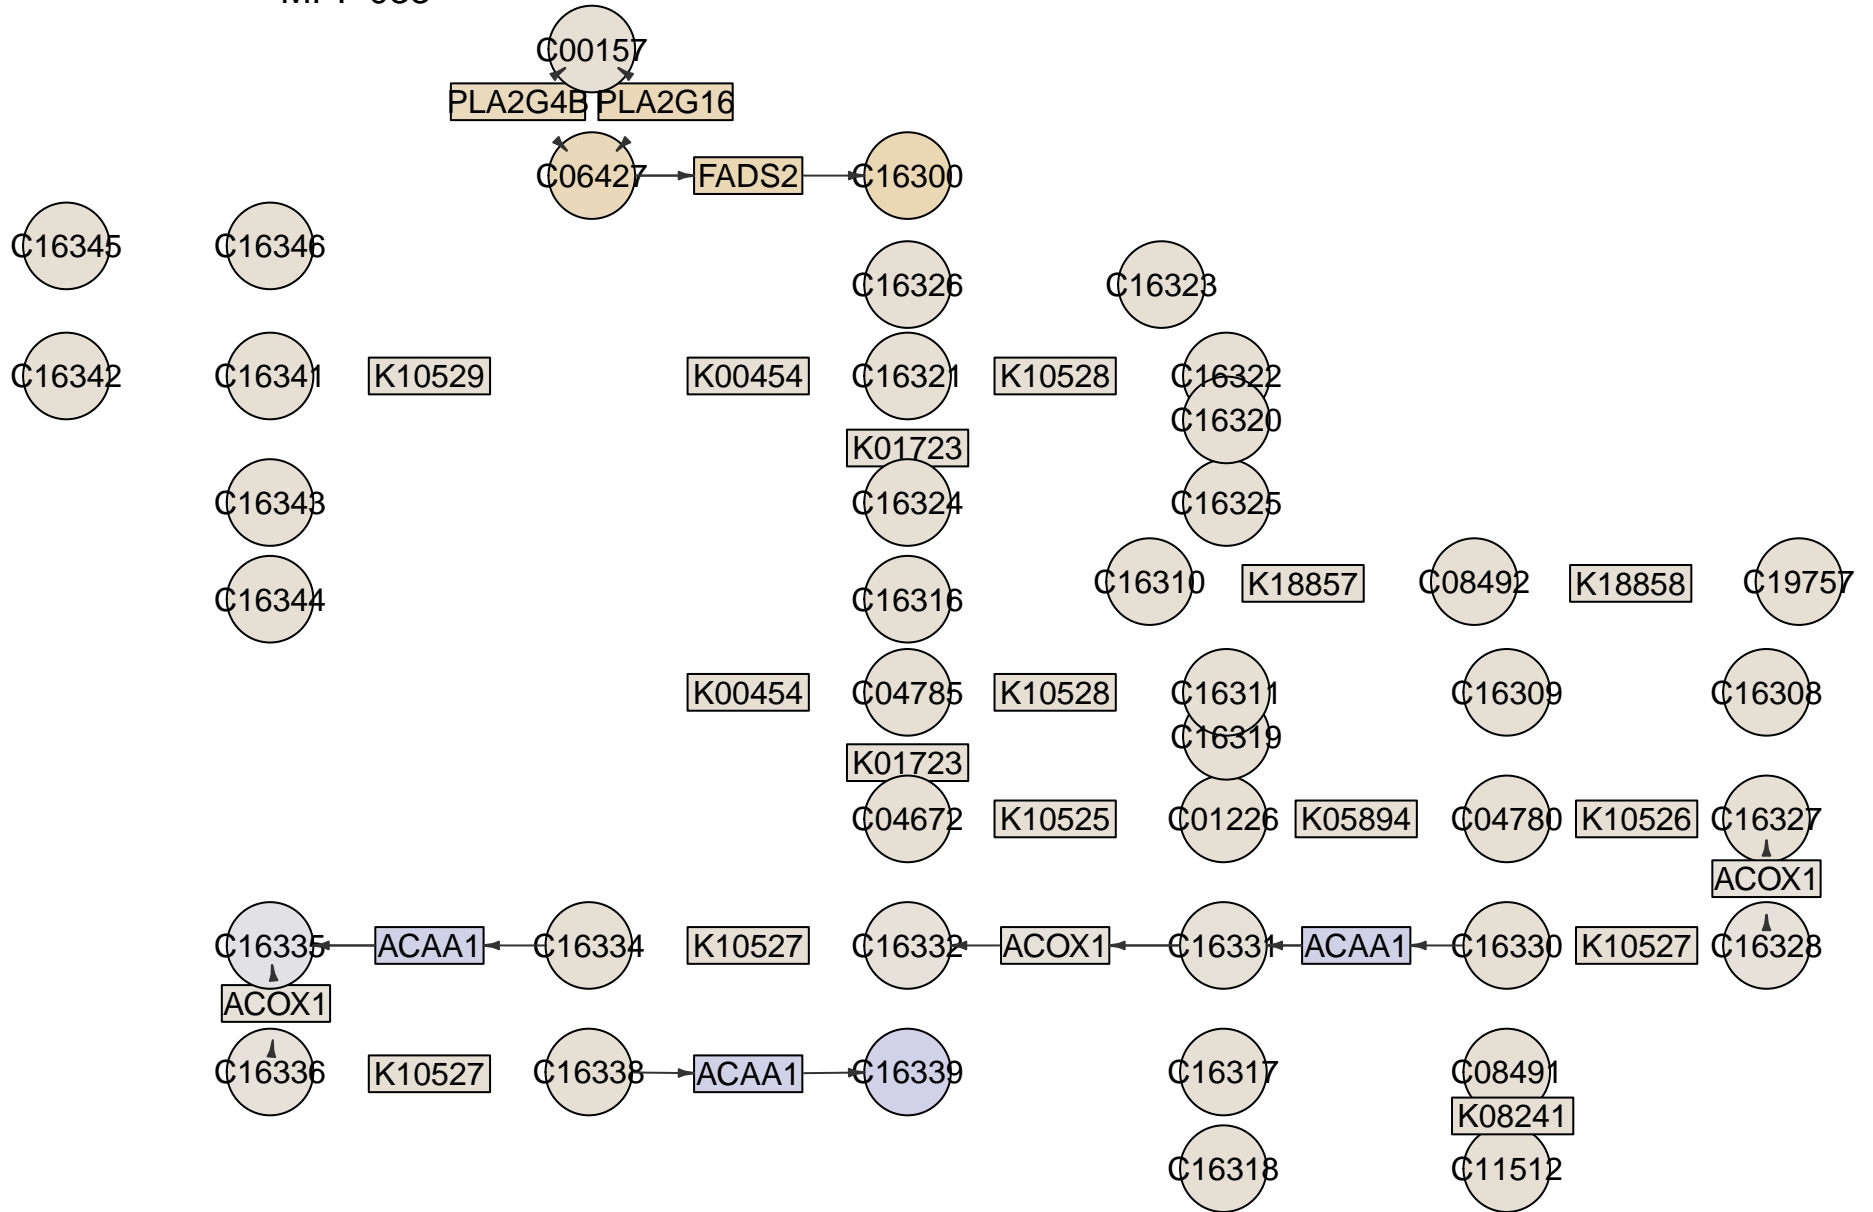 C00157
PLA2G4B PLA2G16
C06427 FADS2 C16300
C16345 C16346
C16326 C16323
C16342 C16341 K10529 K00454 C16321 K10528 C16322
C16320
K01723
C16343 C16324 C16325
C16310 K18857 C08492 K18858 C19757
C16344 C16316
K00454 C04785 K10528 C16311 C16309 C16308
C16319
K01723
C04672 K10525 C01226 K05894 C04780 K10526 C16327
ACOX1
C16335 ACAA1 C16334 K10527 C16332 ACOX1 C16331 ACAA1 C16330 K10527 C16328
ACOX1
C16336 K10527 C16338 ACAA1 C16339 C16317 C08491
K08241
C16318 C11512